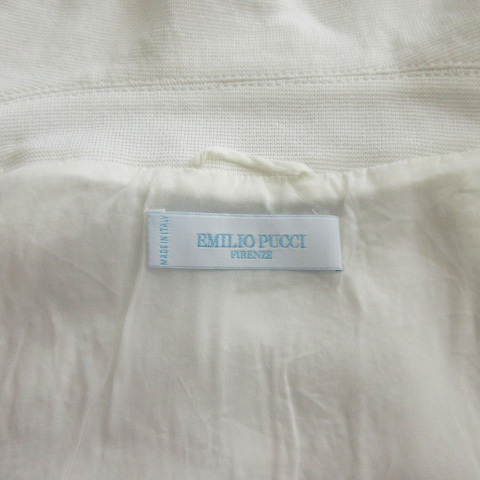 MADE IN ITALY
EMILIO PUCCI
FIRENZE